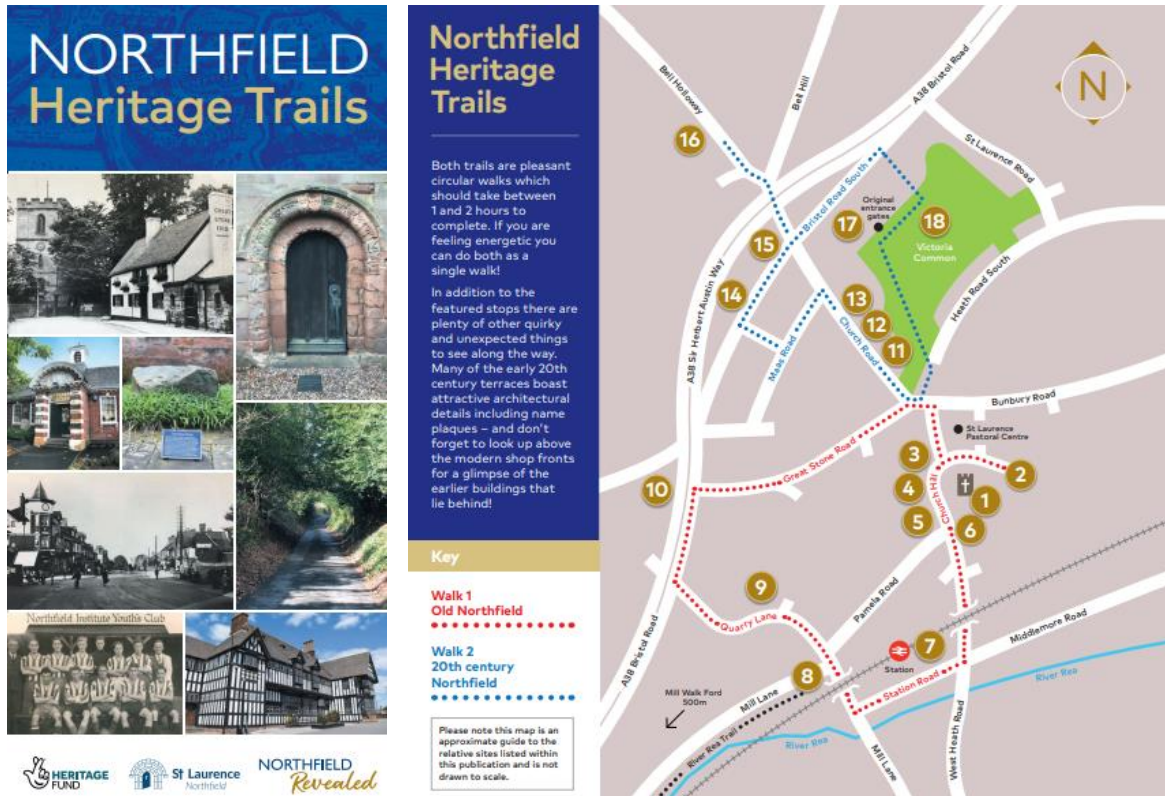 NORTHFIELD
Heritage Trails
Northfield Institute Youth's Club
HERITAGE
FUND
St Laurence
Northfield
NORTHFIELD
Revealed
Northfield
Heritage
Trails
Both trails are pleasant
circular walks which
should take between
1 and 2 hours to
complete. If you are
feeling energetic you
can do both as a
single walk!
In addition to the
featured stops there are
plenty of other quirky
and unexpected things
to see along the way.
Many of the early 20th
century terraces boast
attractive architectural
details including name
plaques – and don't
forget to look up above
the modern shop fronts
for a glimpse of the
earlier buildings that
lie behind!
Key
Walk 1
Old Northfield
Walk 2
20th century
Northfield
Please note this map is an
approximate guide to the
relative sites listed within
this publication and is not
drawn to scale.
N
Bell Holloway
Bell Hill
A38 Bristol Road
St Laurence Road
16
Bristol Road South
Original
entrance
gates
17
18
Victoria
Common
15
14
A38 Sir Herbert Austin Way
Heath Road South
13
12
11
Church Road
Maas Road
Bunbury Road
St Laurence
Pastoral Centre
Great Stone Road
3
2
10
4
1
Church Hill
5
6
9
Pamela Road
Quarry Lane
Middlemore Road
7
Station
A38 Bristol Road
8
Station Road
Mill Walk Ford
500m
Mill Lane
River Rea
River Rea Trail
River Rea
Mill Lane
West Heath Road